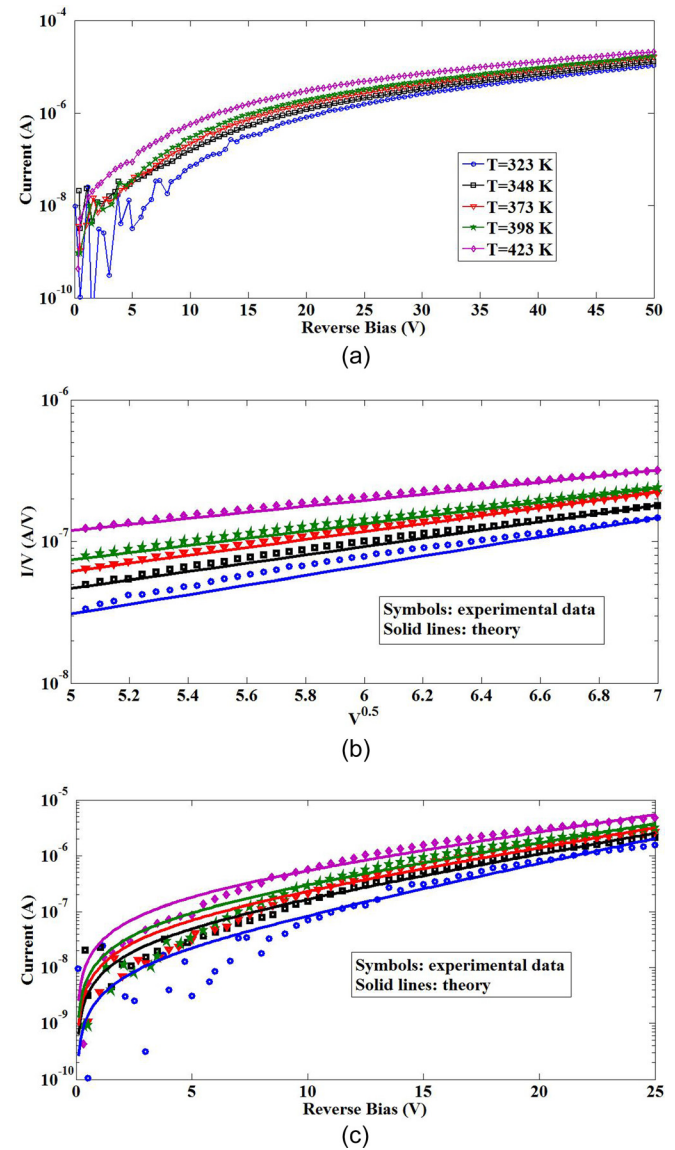 10^-4
10^-6
10^-8
10^-10
Current (A)
T=323 K
T=348 K
T=373 K
T=398 K
T=423 K
0 5 10 15 20 25 30 35 40 45 50
Reverse Bias (V)
(a)
10^-6
10^-7
10^-8
I/V (A/V)
Symbols: experimental data
Solid lines: theory
5 5.2 5.4 5.6 5.8 6 6.2 6.4 6.6 6.8 7
V^0.5
(b)
10^-5
10^-6
10^-7
10^-8
10^-9
10^-10
Current (A)
Symbols: experimental data
Solid lines: theory
0 5 10 15 20 25
Reverse Bias (V)
(c)